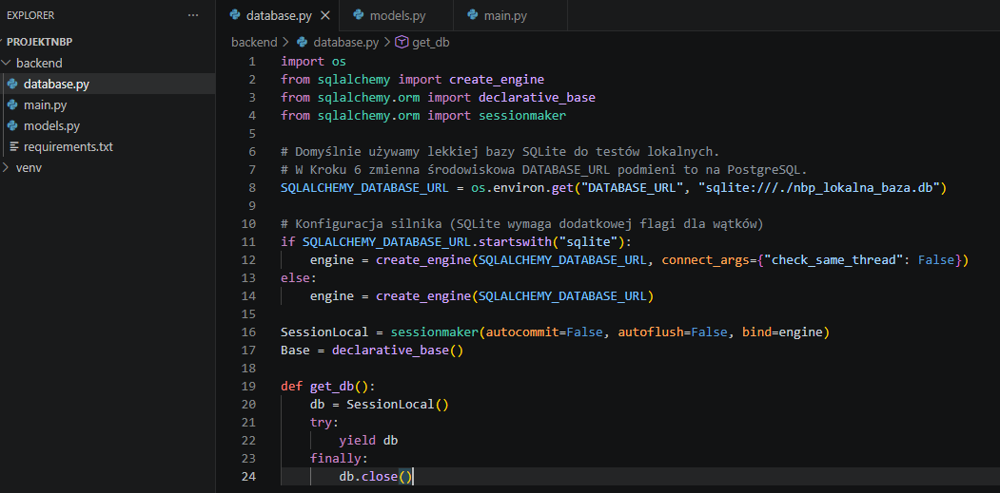 EXPLORER
...
PROJEKTNBP
backend
database.py
main.py
models.py
requirements.txt
venv
database.py
models.py
main.py
backend > database.py > get_db
1 import os
2 from sqlalchemy import create_engine
3 from sqlalchemy.orm import declarative_base
4 from sqlalchemy.orm import sessionmaker
5
6 # Domyślnie używamy lekkiej bazy SQLite do testów lokalnych.
7 # W Kroku 6 zmienna środowiskowa DATABASE_URL podmieni to na PostgreSQL.
8 SQLALCHEMY_DATABASE_URL = os.environ.get("DATABASE_URL", "sqlite:///./nbp_lokalna_baza.db")
9
10 # Konfiguracja silnika (SQLite wymaga dodatkowej flagi dla wątków)
11 if SQLALCHEMY_DATABASE_URL.startswith("sqlite"):
12     engine = create_engine(SQLALCHEMY_DATABASE_URL, connect_args={"check_same_thread": False})
13 else:
14     engine = create_engine(SQLALCHEMY_DATABASE_URL)
15
16 SessionLocal = sessionmaker(autocommit=False, autoflush=False, bind=engine)
17 Base = declarative_base()
18
19 def get_db():
20     db = SessionLocal()
21     try:
22         yield db
23     finally:
24         db.close()